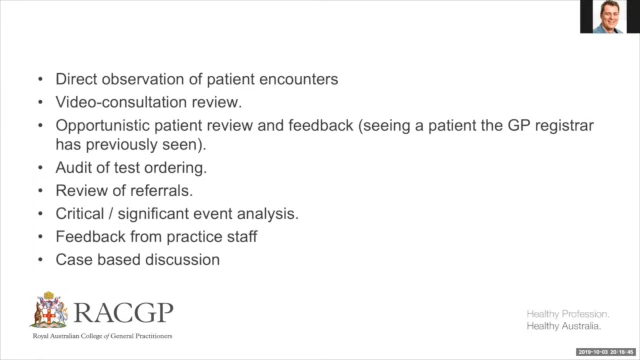 • Direct observation of patient encounters
• Video-consultation review.
• Opportunistic patient review and feedback (seeing a patient the GP registrar
has previously seen).
• Audit of test ordering.
• Review of referrals.
• Critical / significant event analysis.
• Feedback from practice staff
• Case based discussion
RACGP
Royal Australian College of General Practitioners
Healthy Profession.
Healthy Australia.
2019-10-03 20:16:45